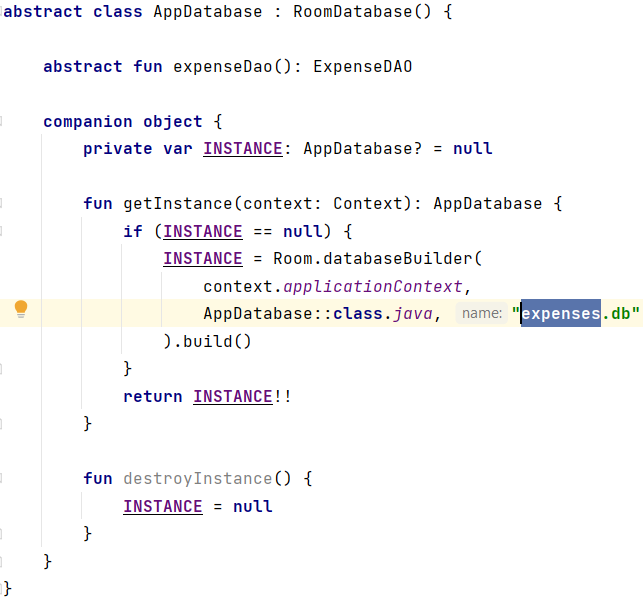 abstract class AppDatabase : RoomDatabase() {
abstract fun expenseDao(): ExpenseDAO
companion object {
private var INSTANCE: AppDatabase? = null
fun getInstance(context: Context): AppDatabase {
if (INSTANCE == null) {
INSTANCE = Room.databaseBuilder(
context.applicationContext,
AppDatabase::class.java, name: "expenses.db"
).build()
}
return INSTANCE!!
}
fun destroyInstance() {
INSTANCE = null
}
}
}